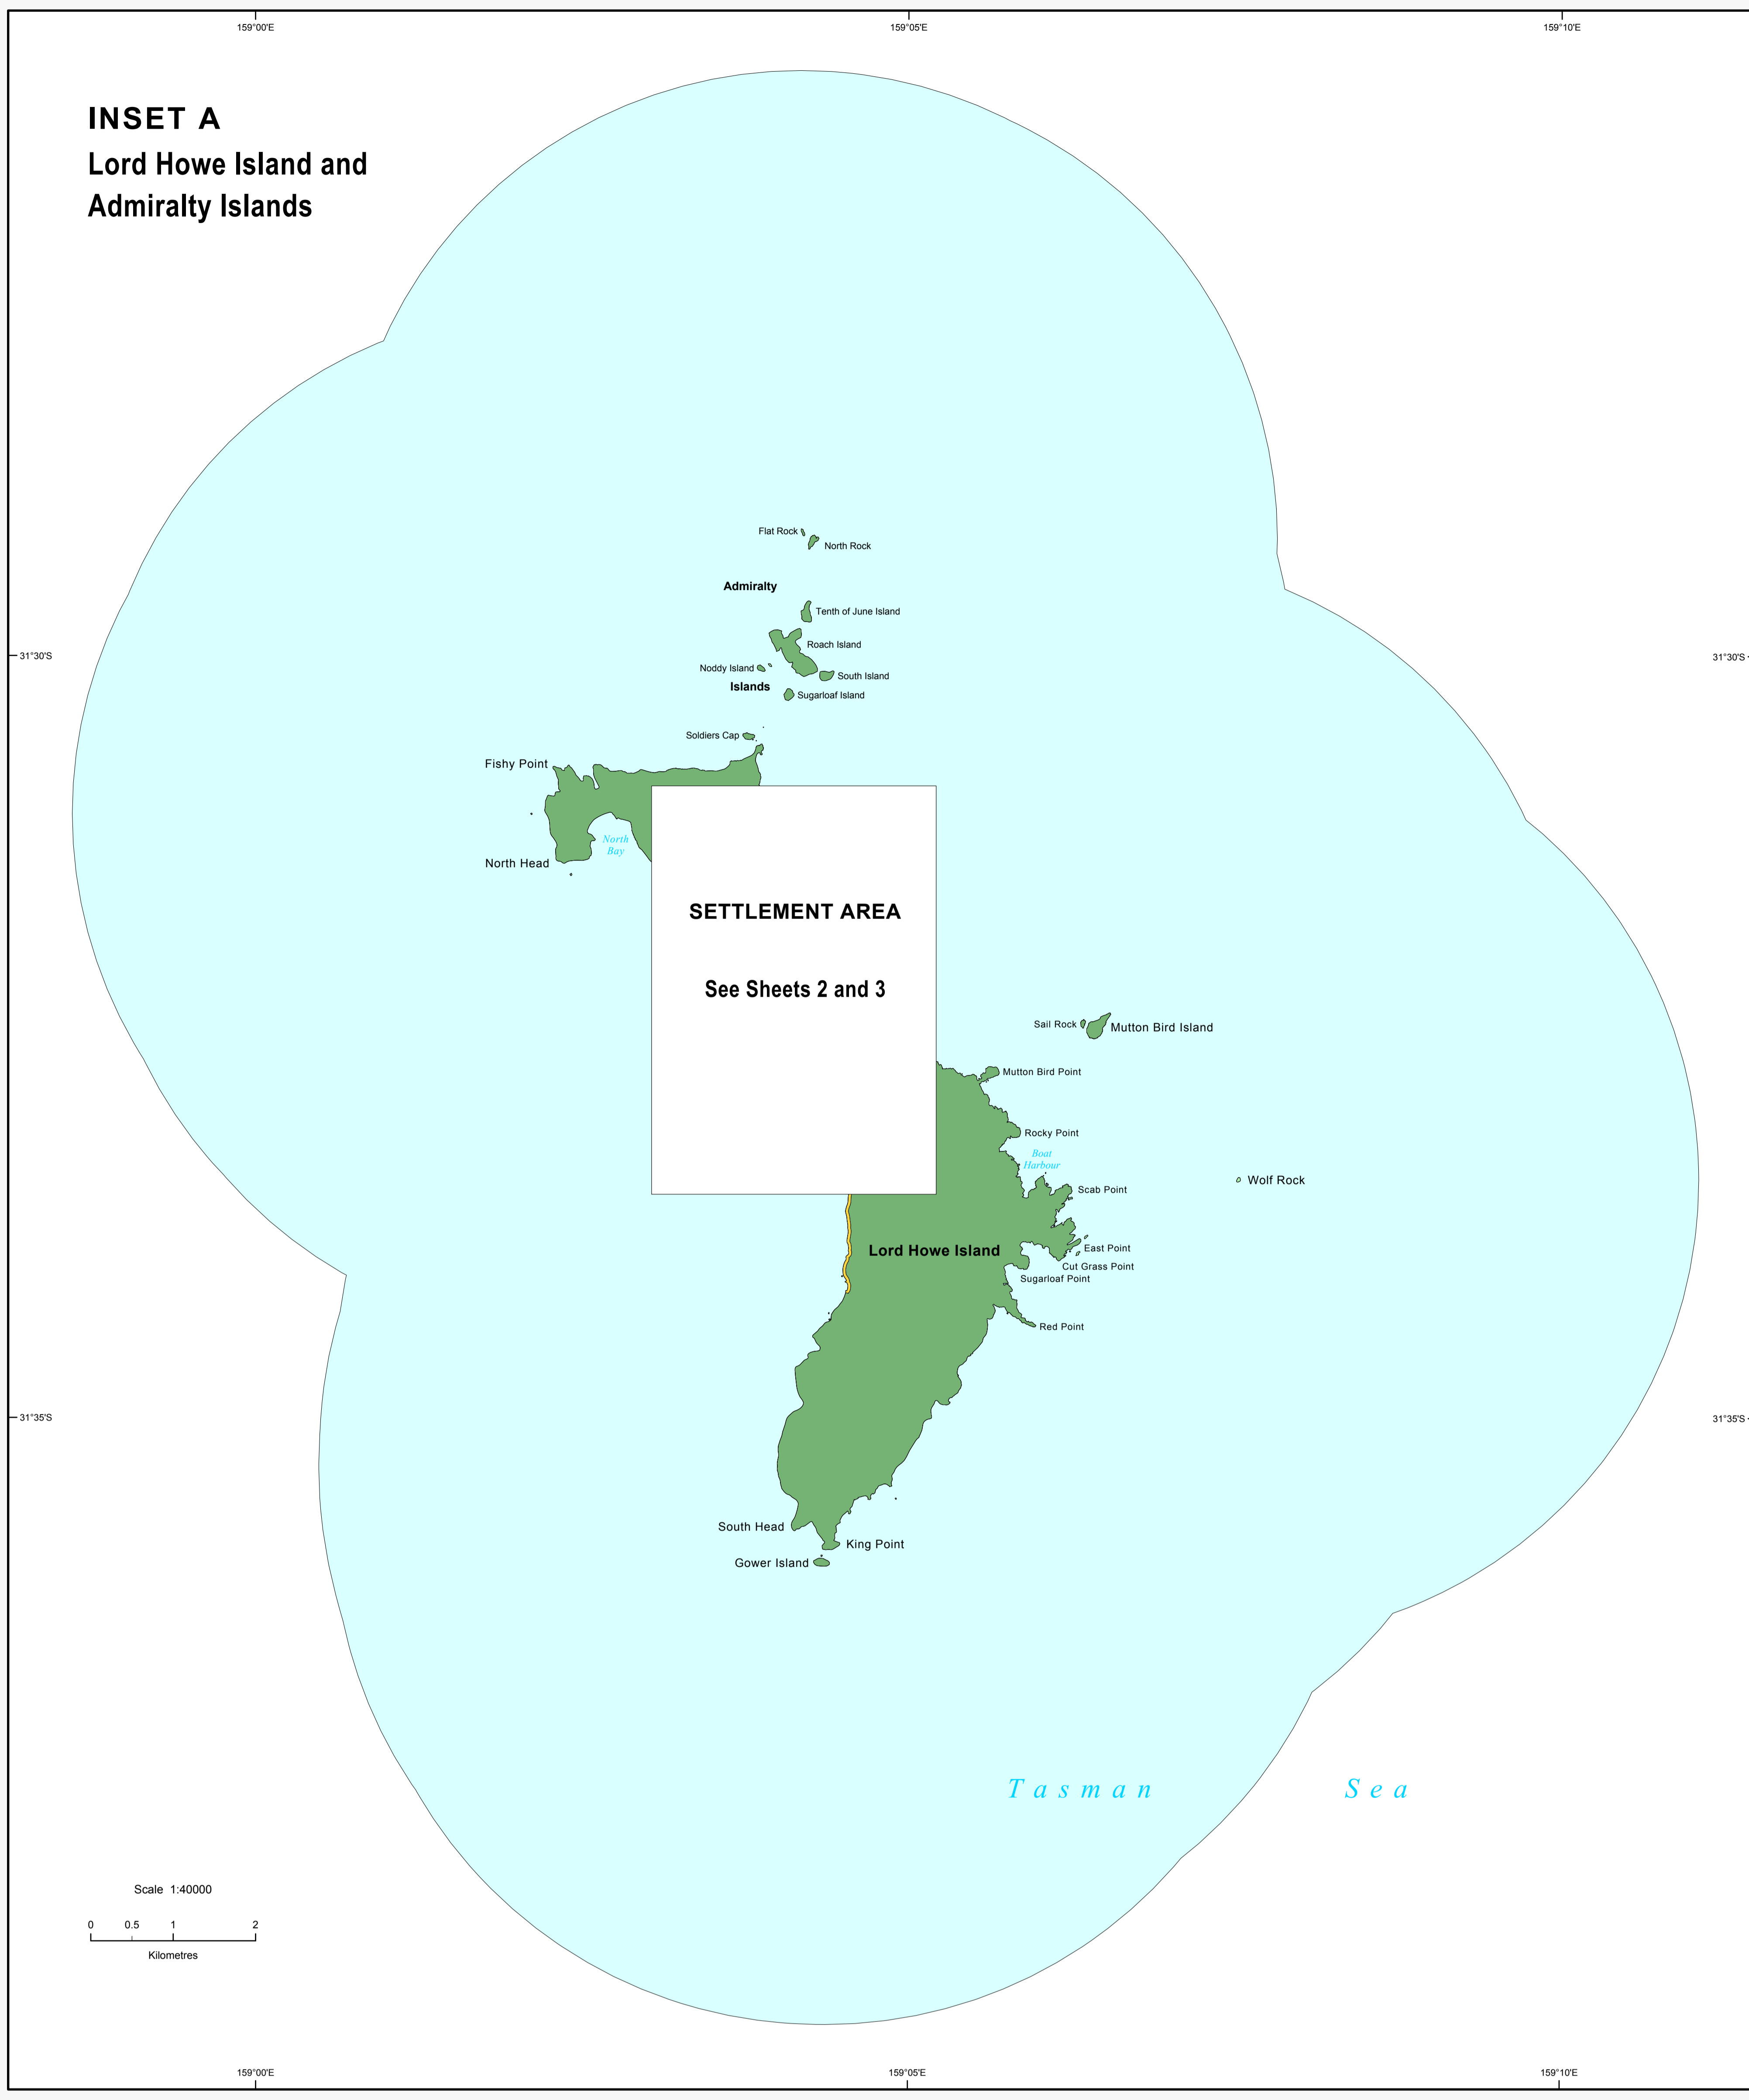 159°00'E
159°05'E
159°10'E
INSET A
Lord Howe Island and
Admiralty Islands
Flat Rock
North Rock
Admiralty
Tenth of June Island
Roach Island
31°30'S
31°30'S
Noddy Island
South Island
Islands
Sugarloaf Island
Soldiers Cap
Fishy Point
North
Bay
North Head
SETTLEMENT AREA
See Sheets 2 and 3
Sail Rock
Mutton Bird Island
Mutton Bird Point
Rocky Point
Boat
Harbour
Wolf Rock
Scab Point
East Point
Lord Howe Island
Cut Grass Point
Sugarloaf Point
Red Point
31°35'S
31°35'S
South Head
King Point
Gower Island
Tasman Sea
Scale 1:40000
0 0.5 1 2
Kilometres
159°00'E
159°05'E
159°10'E